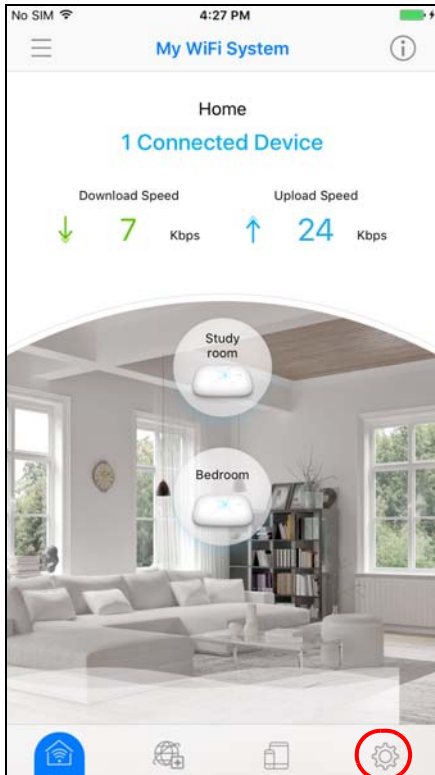 No SIM 4:27 PM
My WiFi System
Home
1 Connected Device
Download Speed Upload Speed
7 Kbps 24 Kbps
Study
room
Bedroom